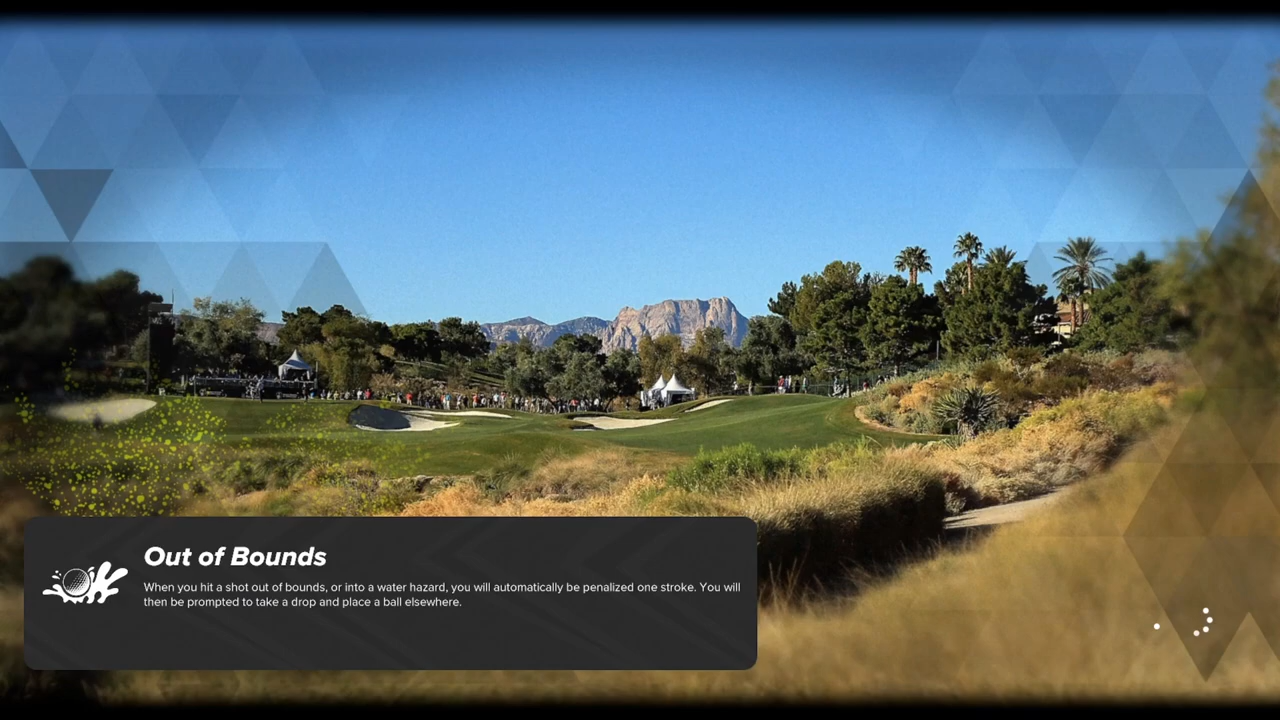 Out of Bounds
When you hit a shot out of bounds, or into a water hazard, you will automatically be penalized one stroke. You will
then be prompted to take a drop and place a ball elsewhere.